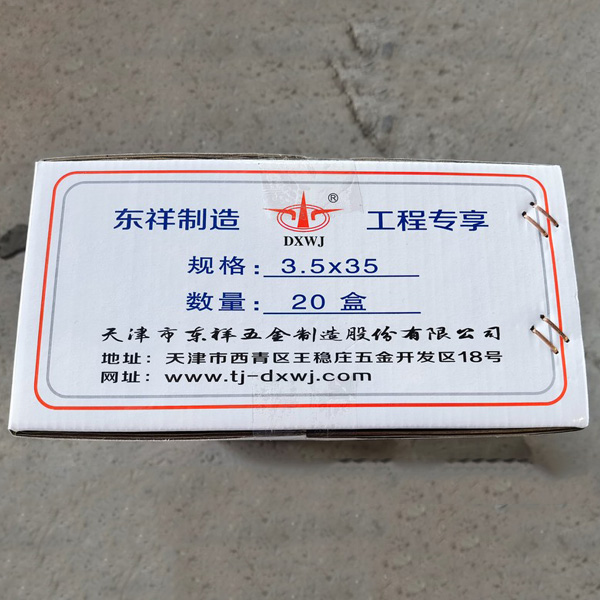 东祥制造 ® 工程专享
DXWJ
规格: 3.5x35
数量: 20 盒
天津市东祥五金制造股份有限公司
地址: 天津市西青区王稳庄五金开发区18号
网址: www.tj-dxwj.com